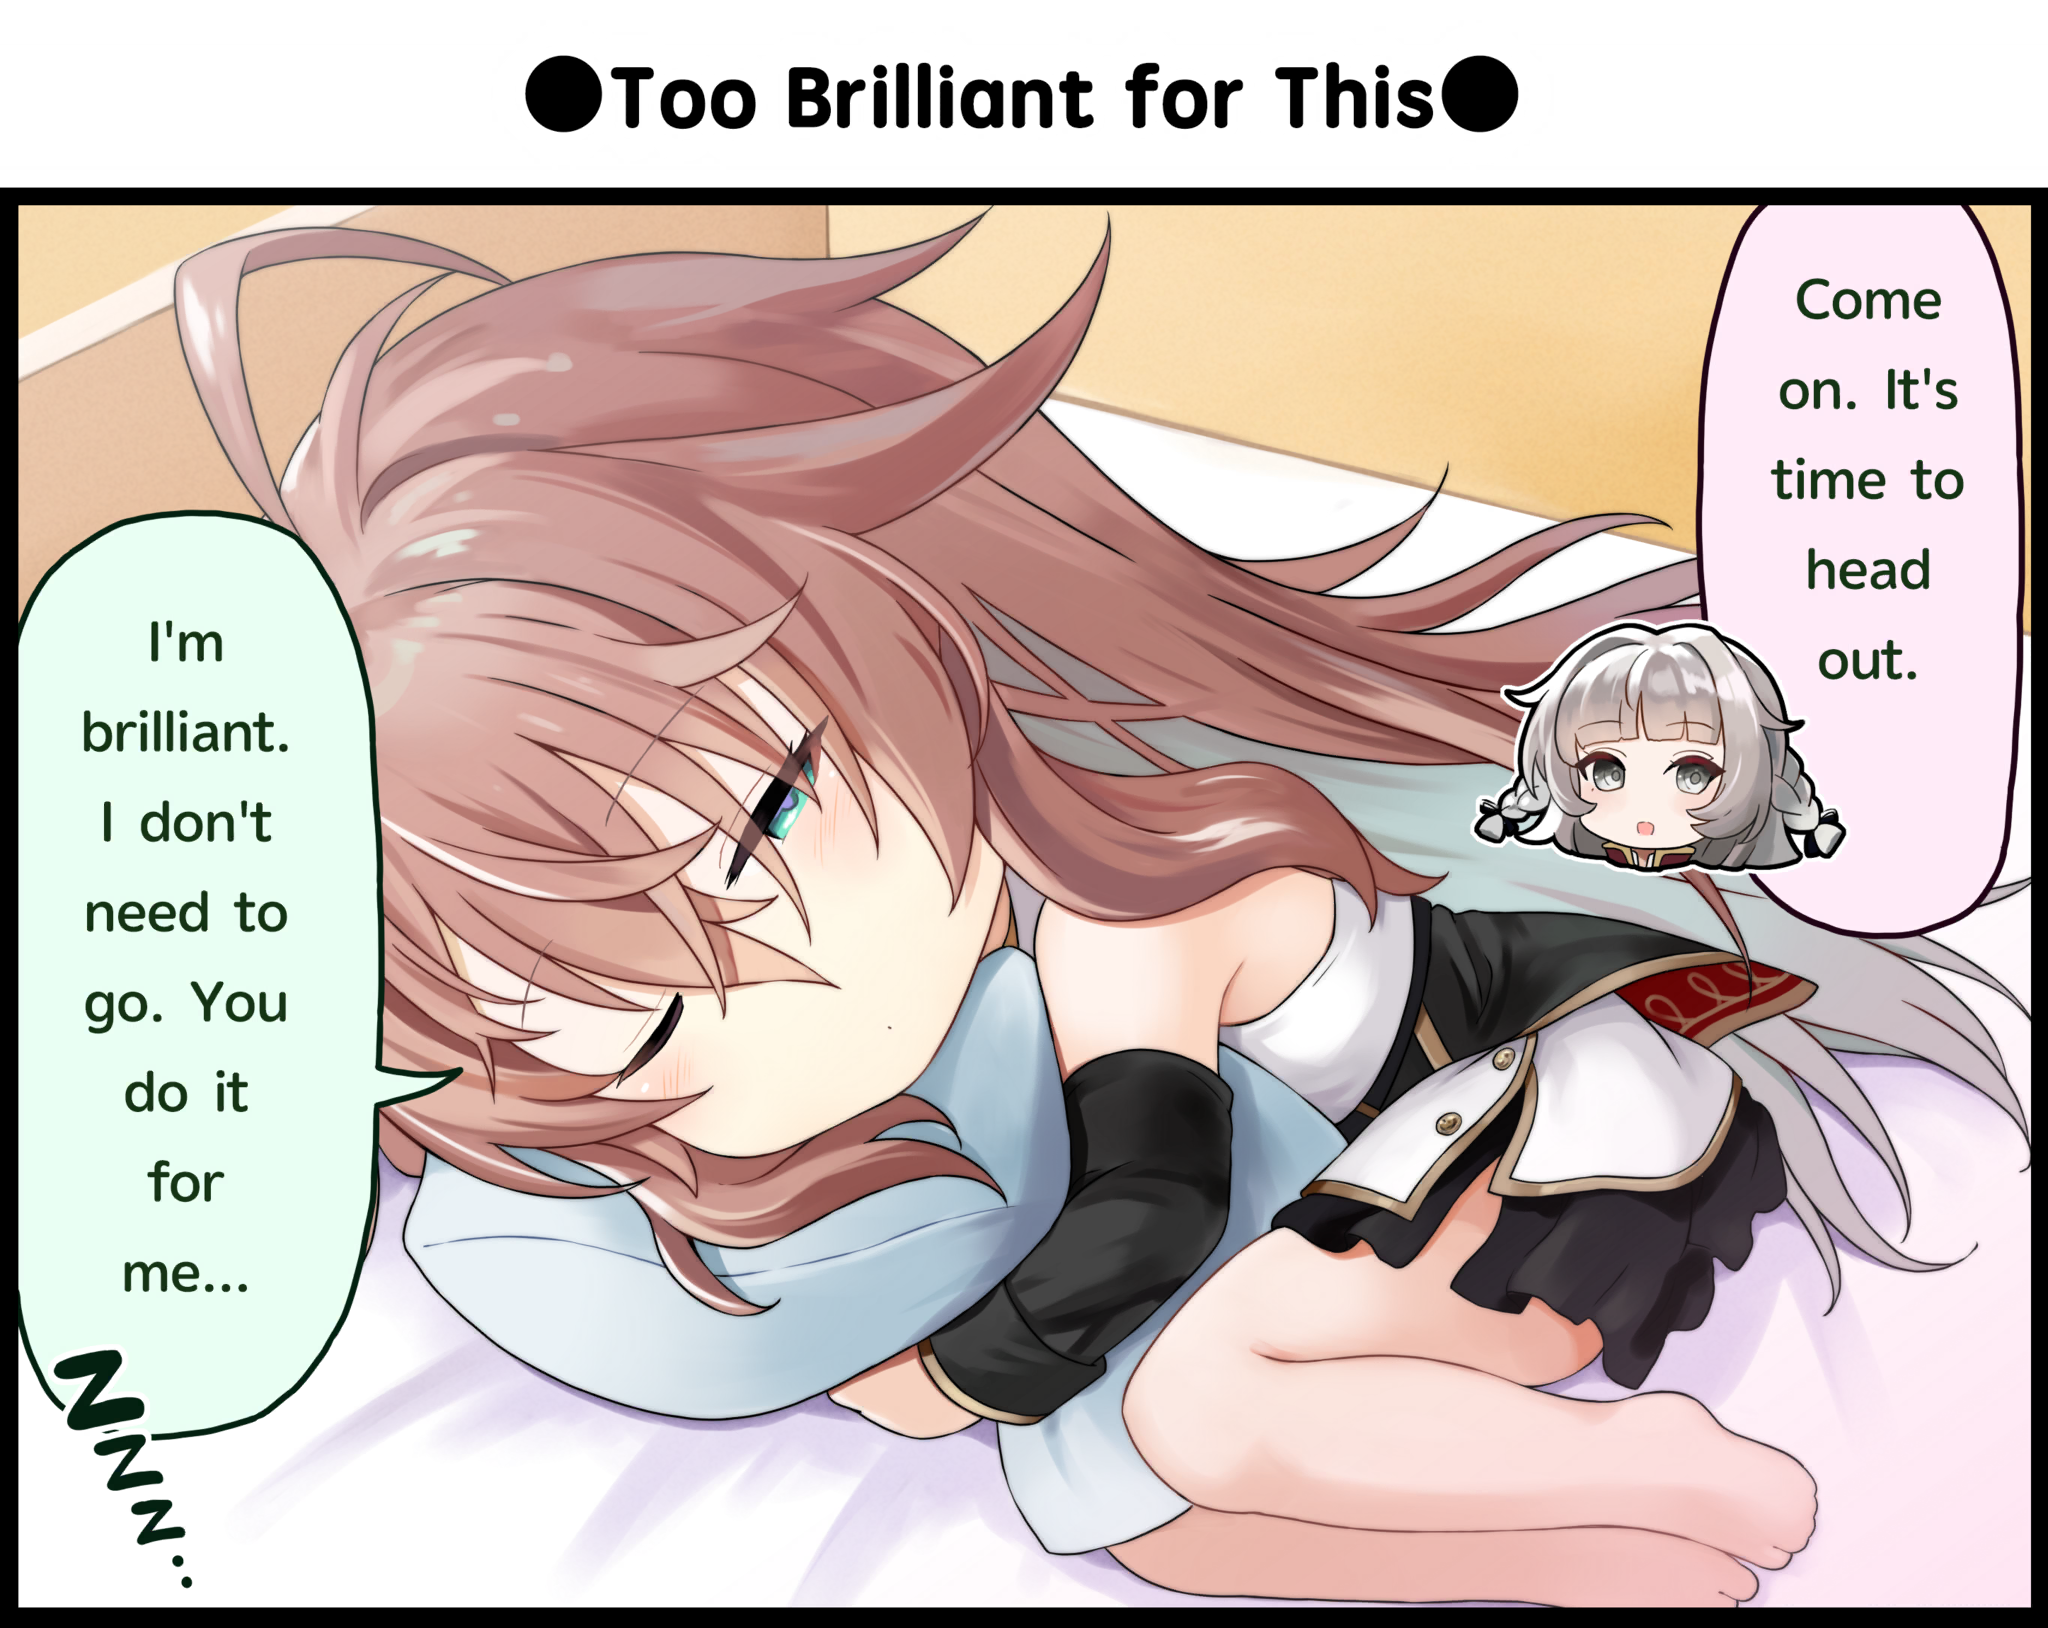 ●Too Brilliant for This●
Come
on. It's
time to
head
out.
I'm
brilliant.
I don't
need to
go. You
do it
for
me...
ZZZZ..